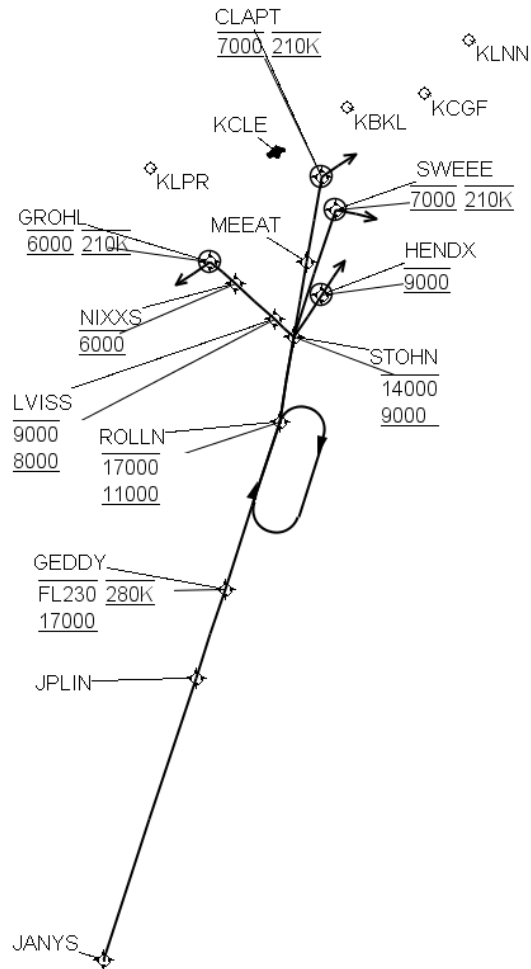 CLAPT
7000 210K
KLNN
KCGF
KBKL
KCLE
KLPR
SWEEE
7000 210K
GROHL
6000 210K
MEEAT
HENDX
9000
NIXXS
6000
STOHN
14000
9000
LVISS
9000
8000
ROLLN
17000
11000
GEDDY
FL230 280K
17000
JPLIN
JANYS